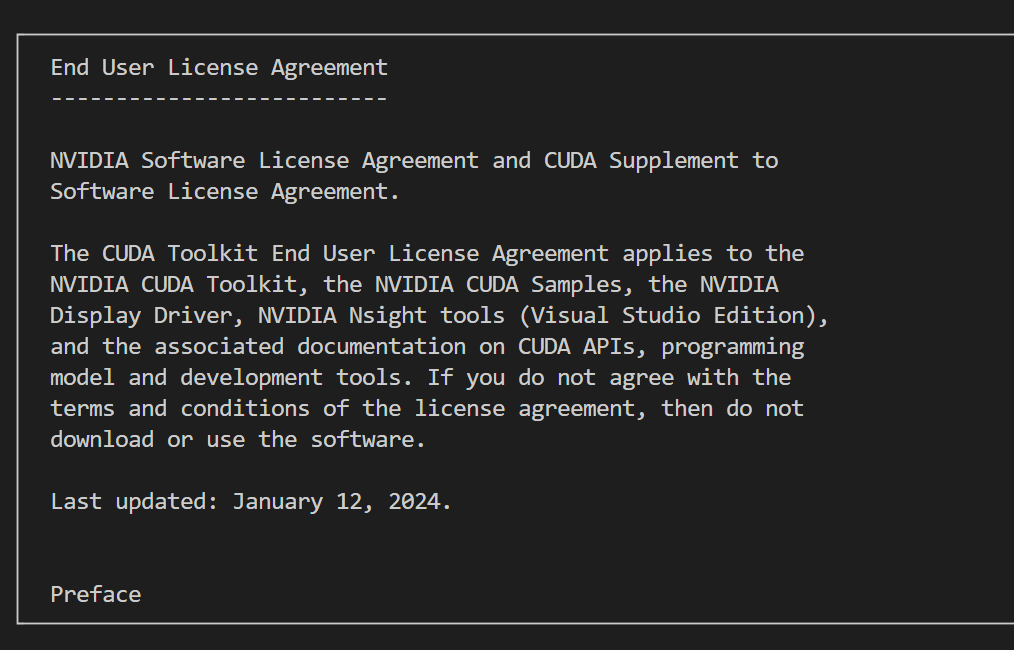 End User License Agreement
--------------------------
NVIDIA Software License Agreement and CUDA Supplement to
Software License Agreement.
The CUDA Toolkit End User License Agreement applies to the
NVIDIA CUDA Toolkit, the NVIDIA CUDA Samples, the NVIDIA
Display Driver, NVIDIA Nsight tools (Visual Studio Edition),
and the associated documentation on CUDA APIs, programming
model and development tools. If you do not agree with the
terms and conditions of the license agreement, then do not
download or use the software.
Last updated: January 12, 2024.
Preface